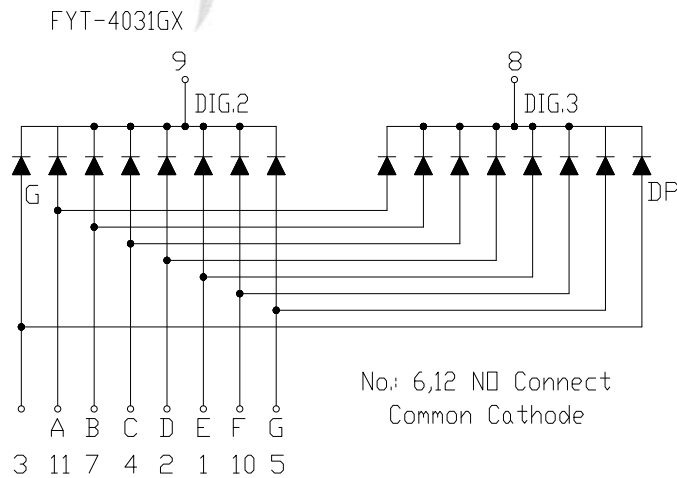 FYT-4031GX
9 8
DIG.2 DIG.3
G DP
No.: 6,12 NO Connect
Common Cathode
A B C D E F G
3 11 7 4 2 1 10 5